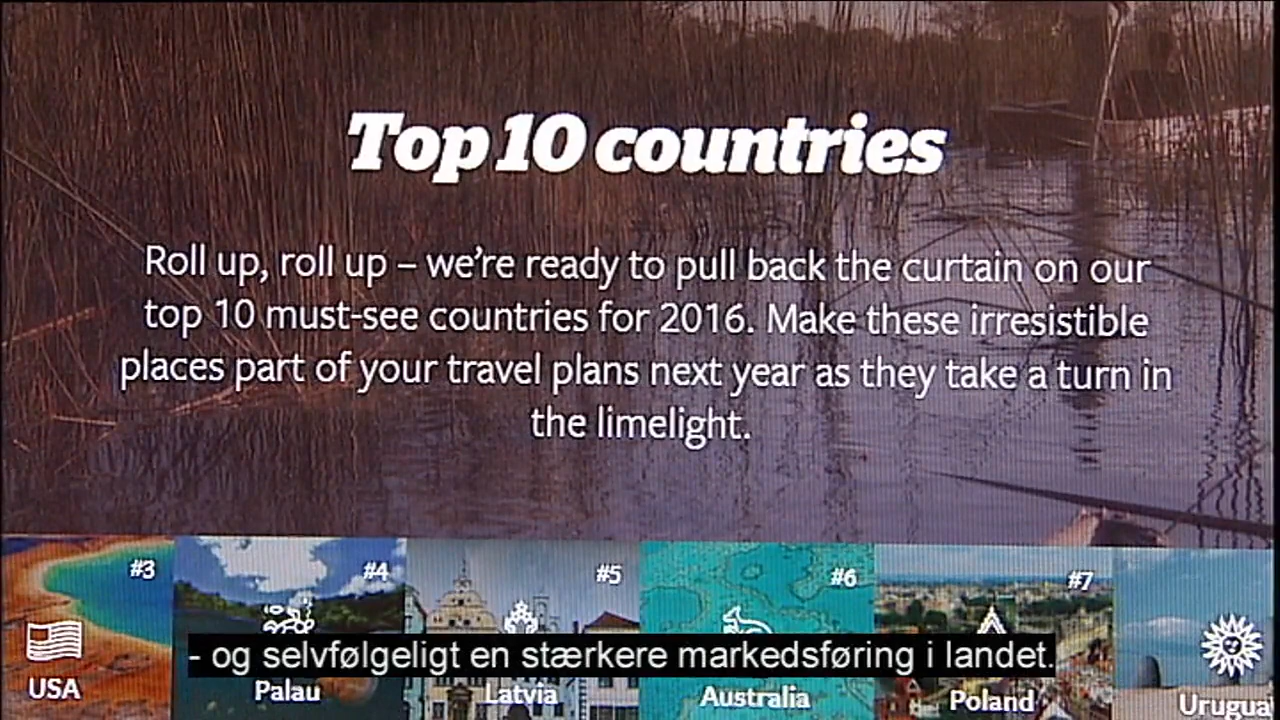 Top 10 countries
Roll up, roll up – we're ready to pull back the curtain on our
top 10 must-see countries for 2016. Make these irresistible
places part of your travel plans next year as they take a turn in
the limelight.
#3 #4 #5 #6 #7
- og selvfølgeligt en stærkere markedsføring i landet.
USA Palau Latvia Australia Poland Urugua